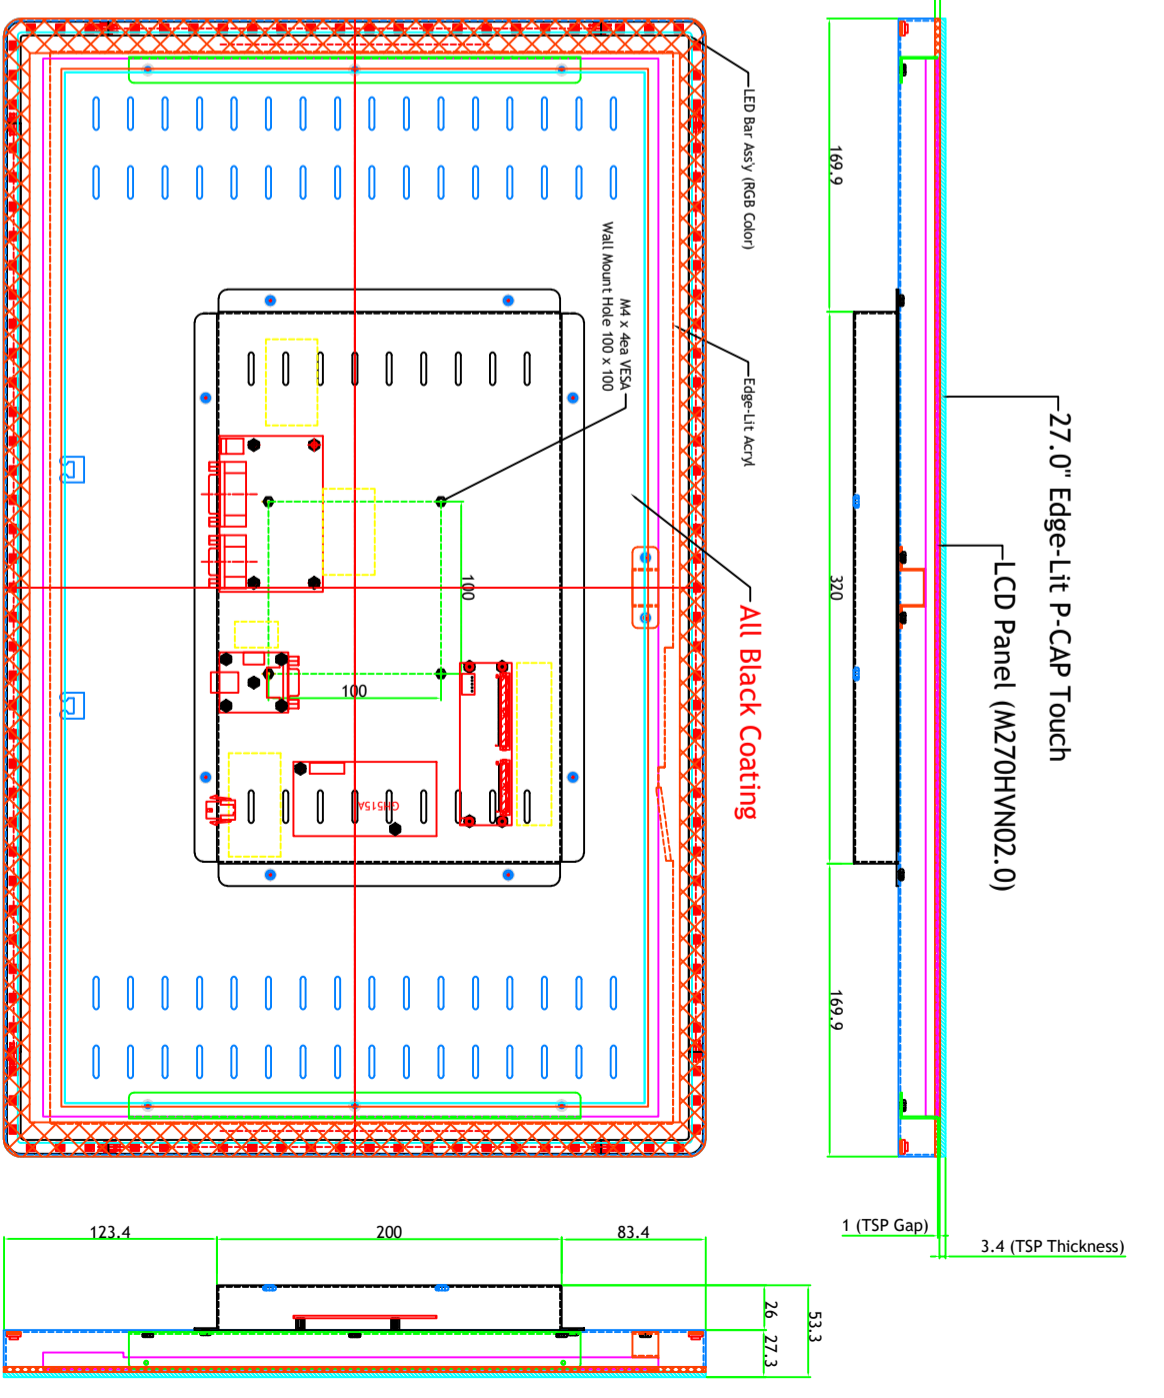 LED Bar Ass'y (RGB Color)
169.9
M4 x 4ea VESA
Wall Mount Hole 100 x 100
Edge-Lit Acryl
27.0" Edge-Lit P-CAP Touch
LCD Panel (M270HVN02.0)
100
320
All Black Coating
100
GH515A
169.9
1 (TSP Gap)
3.4 (TSP Thickness)
123.4
200
83.4
26
27.3
53.3